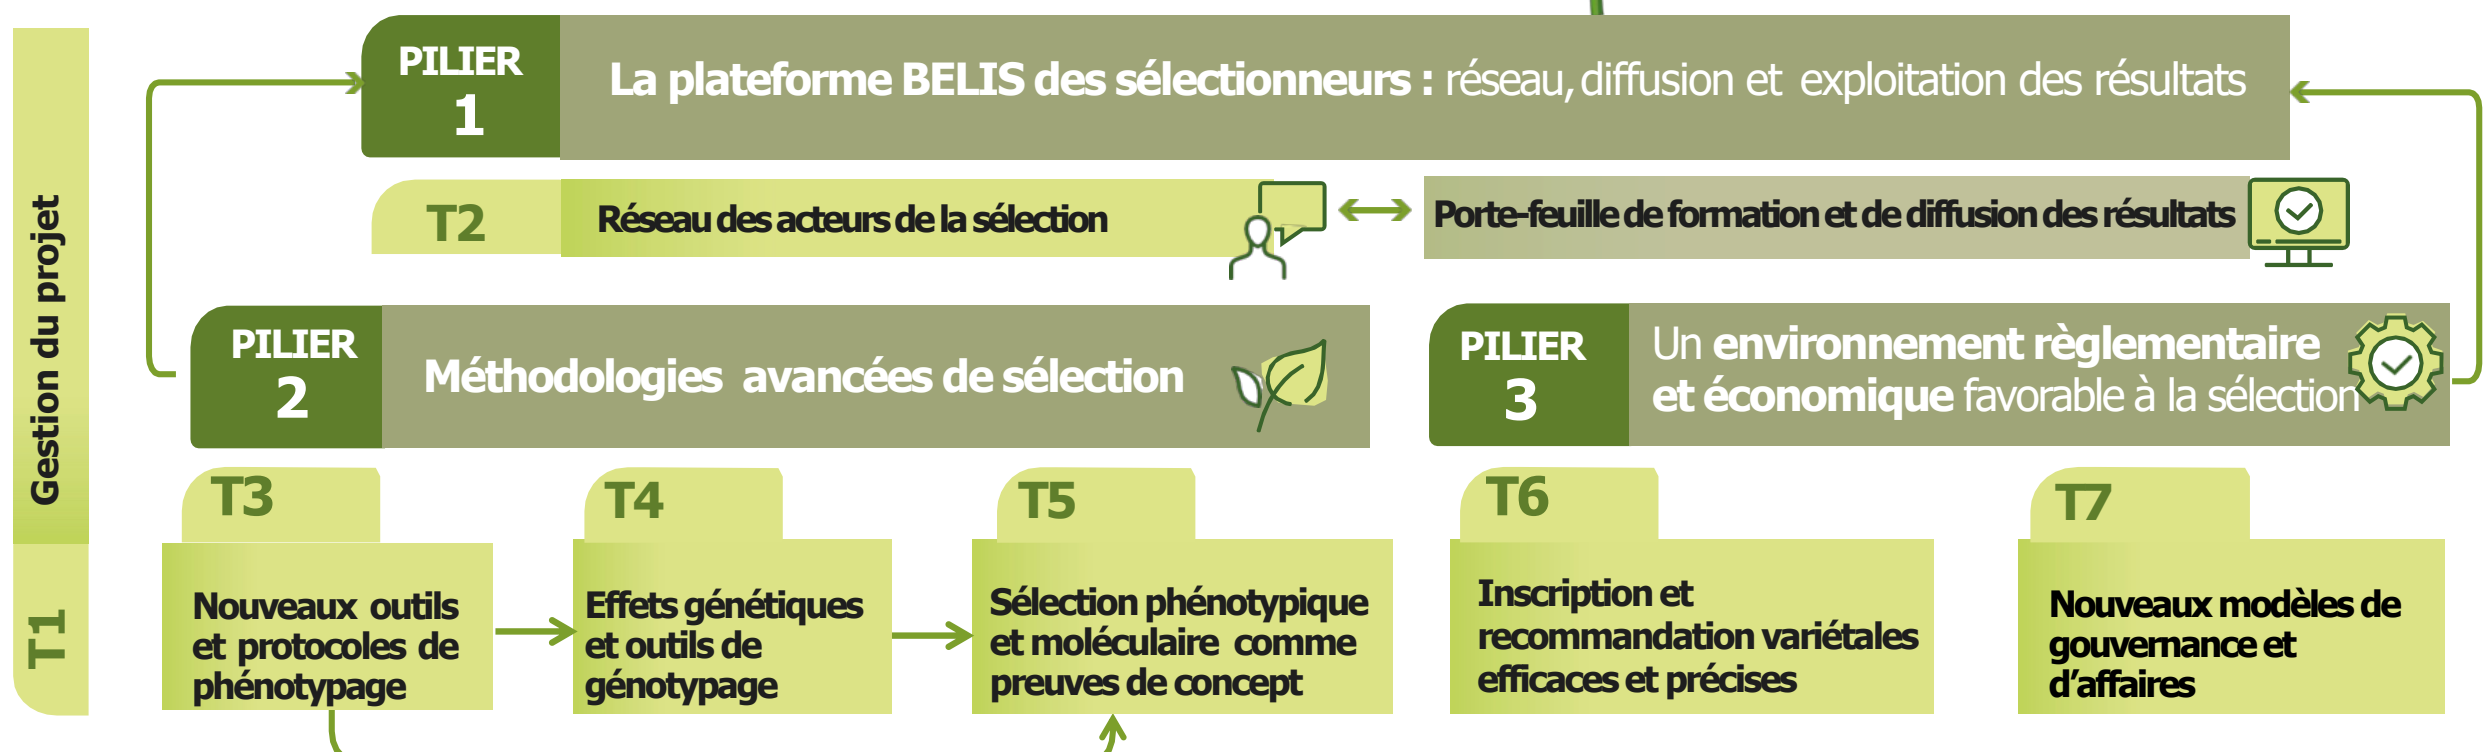 Gestion du projet
T1
PILIER
1
La plateforme BELIS des sélectionneurs : réseau, diffusion et exploitation des résultats
T2
Réseau des acteurs de la sélection
Porte-feuille de formation et de diffusion des résultats
PILIER
2
Méthodologies avancées de sélection
PILIER
3
Un environnement règlementaire
et économique favorable à la sélection
T3
Nouveaux outils
et protocoles de
phénotypage
T4
Effets génétiques
et outils de
génotypage
T5
Sélection phénotypique
et moléculaire comme
preuves de concept
T6
Inscription et
recommandation variétales
efficaces et précises
T7
Nouveaux modèles de
gouvernance et
d’affaires